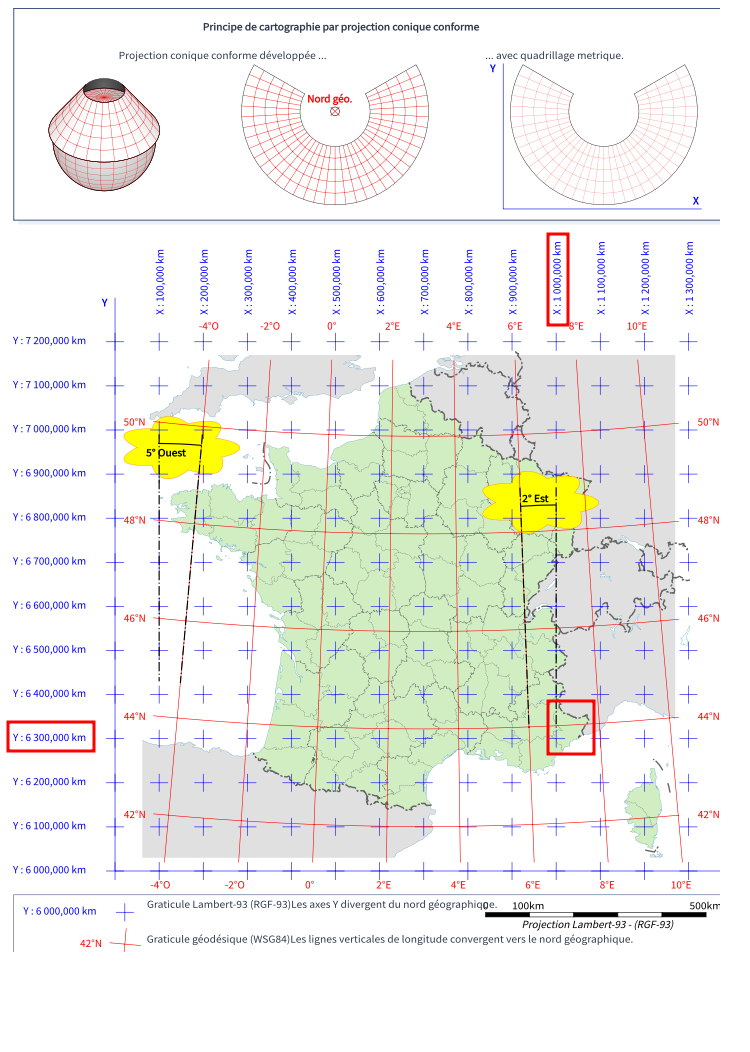 Principe de cartographie par projection conique conforme
Projection conique conforme développée ...
... avec quadrillage metrique.
Y
Nord géo.
X
X : 100,000 km
X : 200,000 km
X : 300,000 km
X : 400,000 km
X : 500,000 km
X : 600,000 km
X : 700,000 km
X : 800,000 km
X : 900,000 km
X : 1 000,000 km
X : 1 100,000 km
X : 1 200,000 km
X : 1 300,000 km
Y
-4°O -2°O 0° 2°E 4°E 6°E 8°E 10°E
Y : 7 200,000 km
Y : 7 100,000 km
50°N 50°N
Y : 7 000,000 km
5° Ouest
Y : 6 900,000 km
2° Est
Y : 6 800,000 km
48°N 48°N
Y : 6 700,000 km
Y : 6 600,000 km
46°N 46°N
Y : 6 500,000 km
Y : 6 400,000 km
44°N 44°N
Y : 6 300,000 km
Y : 6 200,000 km
42°N 42°N
Y : 6 100,000 km
Y : 6 000,000 km
-4°O -2°O 0° 2°E 4°E 6°E 8°E 10°E
Y : 6 000,000 km
Graticule Lambert-93 (RGF-93)Les axes Y divergent du nord géographique.
0 100km 500km
Projection Lambert-93 - (RGF-93)
42°N
Graticule géodésique (WSG84)Les lignes verticales de longitude convergent vers le nord géographique.